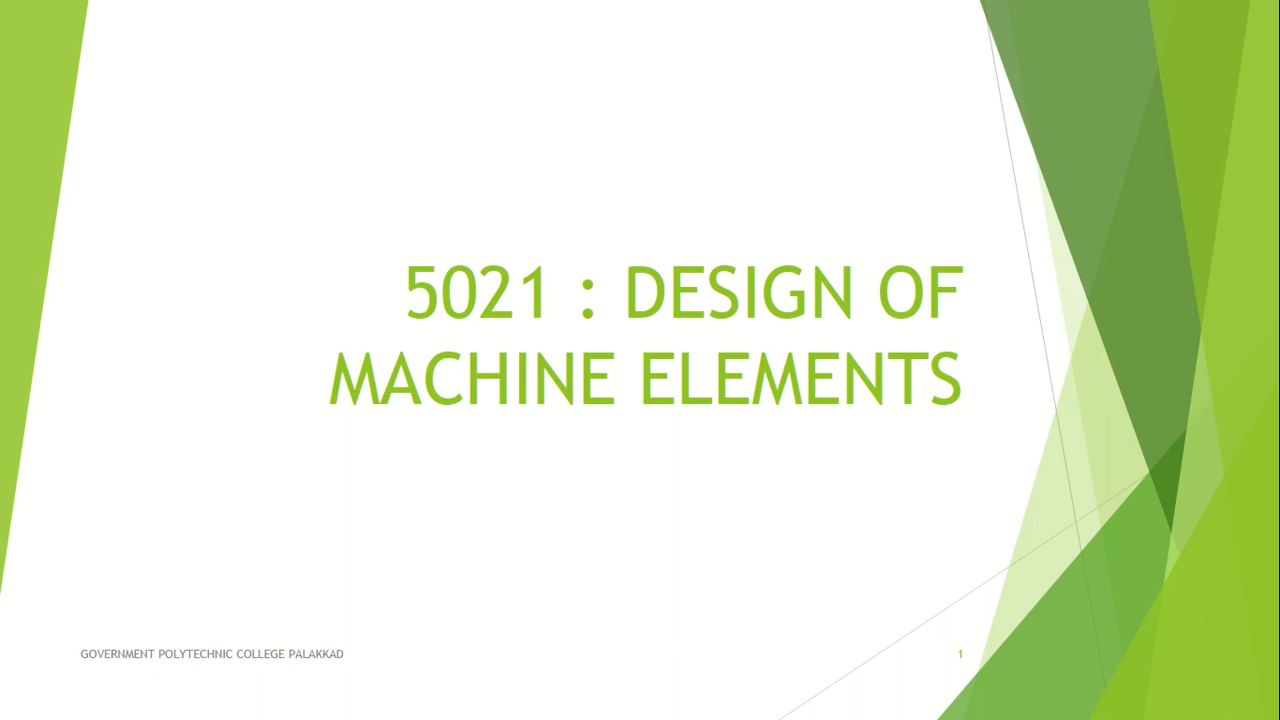 5021 : DESIGN OF
MACHINE ELEMENTS
GOVERNMENT POLYTECHNIC COLLEGE PALAKKAD
1